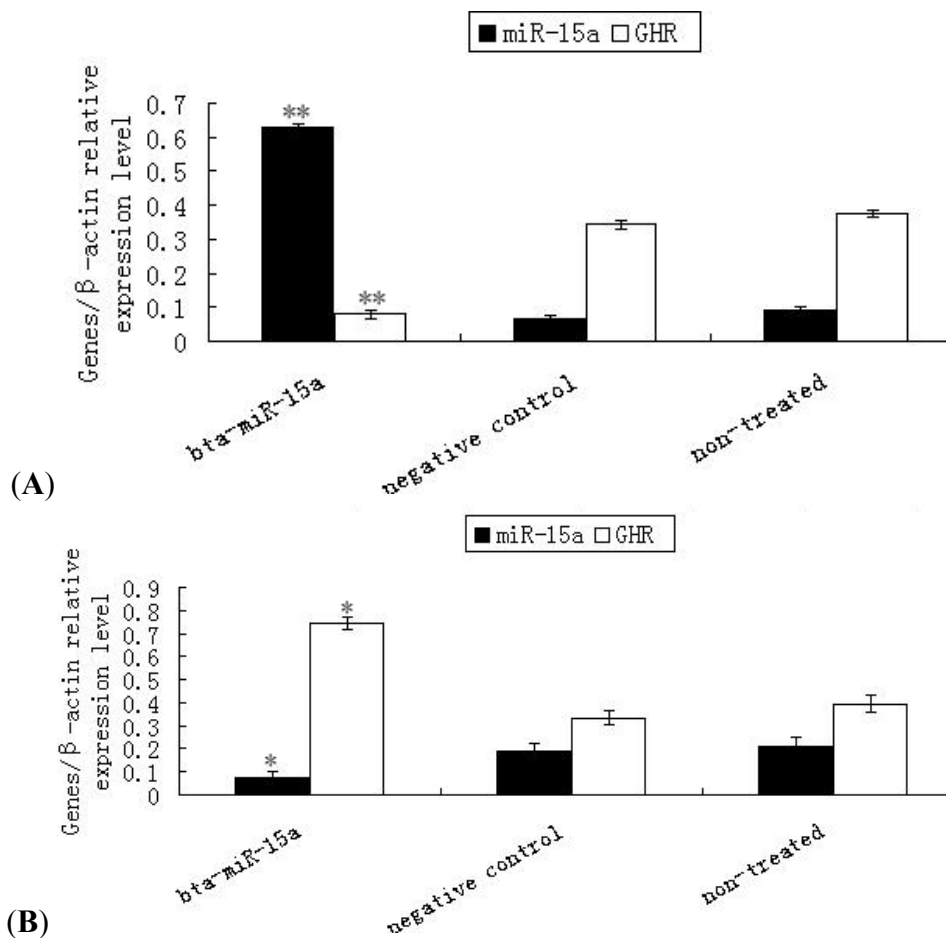 ■ miR-15a □ GHR
Genes/β-actin relative
expression level
0.7
0.6
0.5
0.4
0.3
0.2
0.1
0
**
**
bta-miR-15a
negative control
non-treated
(A)
■ miR-15a □ GHR
Genes/β-actin relative
expression level
0.9
0.8
0.7
0.6
0.5
0.4
0.3
0.2
0.1
0
*
*
bta-miR-15a
negative control
non-treated
(B)